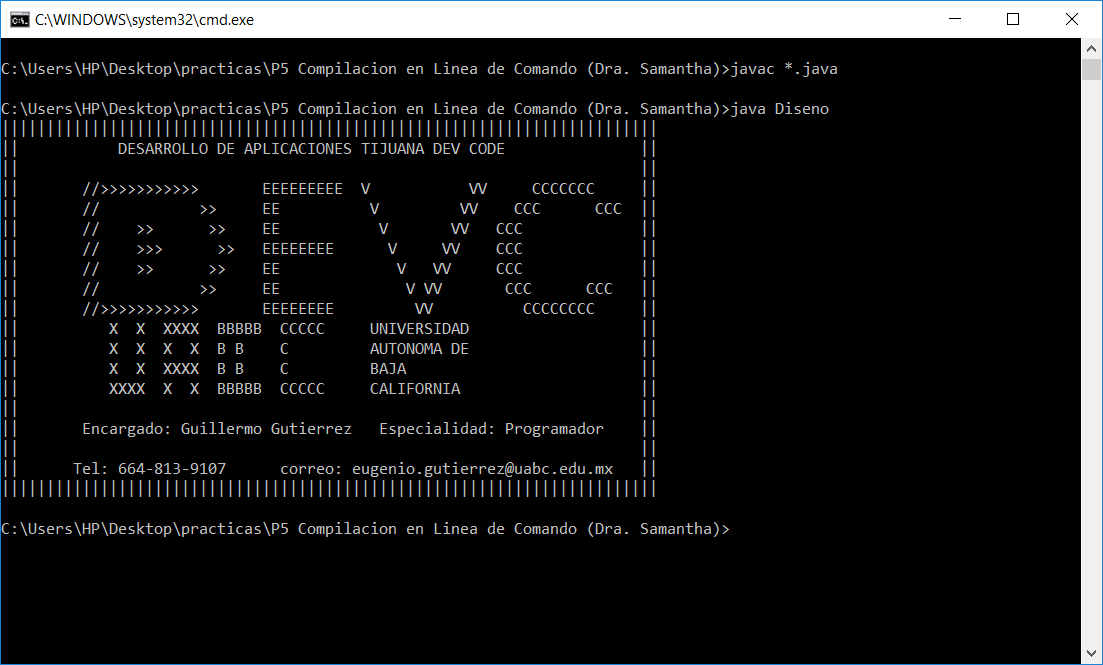 C:\WINDOWS\system32\cmd.exe
C:\Users\HP\Desktop\practicas\P5 Compilacion en Linea de Comando (Dra. Samantha)>javac *.java
C:\Users\HP\Desktop\practicas\P5 Compilacion en Linea de Comando (Dra. Samantha)>java Diseno
|||||||||||||||||||||||||||||||||||||||||||||||||||||||||||||||||||||||||
||           DESARROLLO DE APLICACIONES TIJUANA DEV CODE               ||
||                                                                     ||
||       //>>>>>>>>>>>       EEEEEEEEE  V           VV     CCCCCCC     ||
||       //           >>     EE          V         VV    CCC      CCC  ||
||       //    >>      >>    EE           V       VV   CCC             ||
||       //    >>>      >>   EEEEEEEE      V     VV    CCC             ||
||       //    >>      >>    EE             V   VV     CCC             ||
||       //           >>     EE              V VV       CCC      CCC   ||
||       //>>>>>>>>>>>       EEEEEEEE         VV          CCCCCCCC     ||
||          X  X  XXXX  BBBBB  CCCCC     UNIVERSIDAD                   ||
||          X  X  X  X  B B    C         AUTONOMA DE                   ||
||          X  X  XXXX  B B    C         BAJA                          ||
||          XXXX  X  X  BBBBB  CCCCC     CALIFORNIA                    ||
||                                                                     ||
||       Encargado: Guillermo Gutierrez   Especialidad: Programador    ||
||                                                                     ||
||      Tel: 664-813-9107      correo: eugenio.gutierrez@uabc.edu.mx   ||
|||||||||||||||||||||||||||||||||||||||||||||||||||||||||||||||||||||||||
C:\Users\HP\Desktop\practicas\P5 Compilacion en Linea de Comando (Dra. Samantha)>